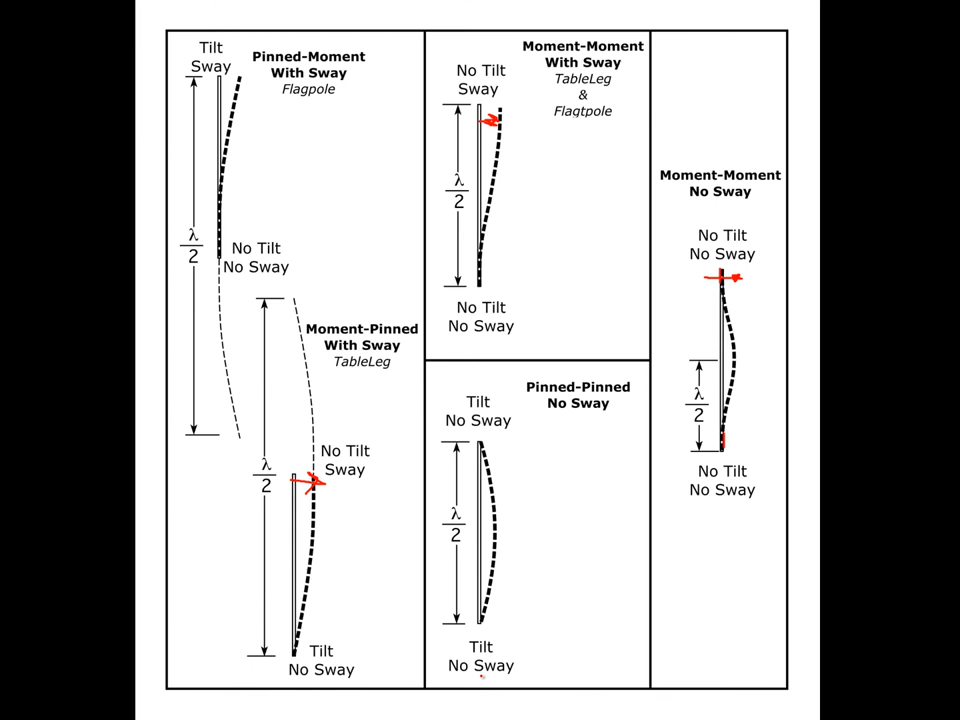 Tilt
Sway
Pinned-Moment
With Sway
Flagpole
λ
2
No Tilt
No Sway
Moment-Pinned
With Sway
TableLeg
No Tilt
Sway
λ
2
Tilt
No Sway
Moment-Moment
With Sway
TableLeg
&
Flagtpole
No Tilt
Sway
λ
2
No Tilt
No Sway
Pinned-Pinned
No Sway
Tilt
No Sway
λ
2
Tilt
No Sway
Moment-Moment
No Sway
No Tilt
No Sway
λ
2
No Tilt
No Sway